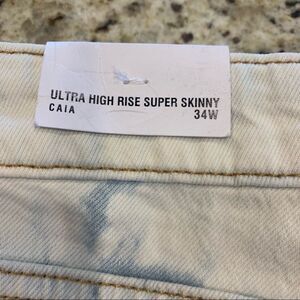 ULTRA HIGH RISE SUPER SKINNY
CAIA 34W